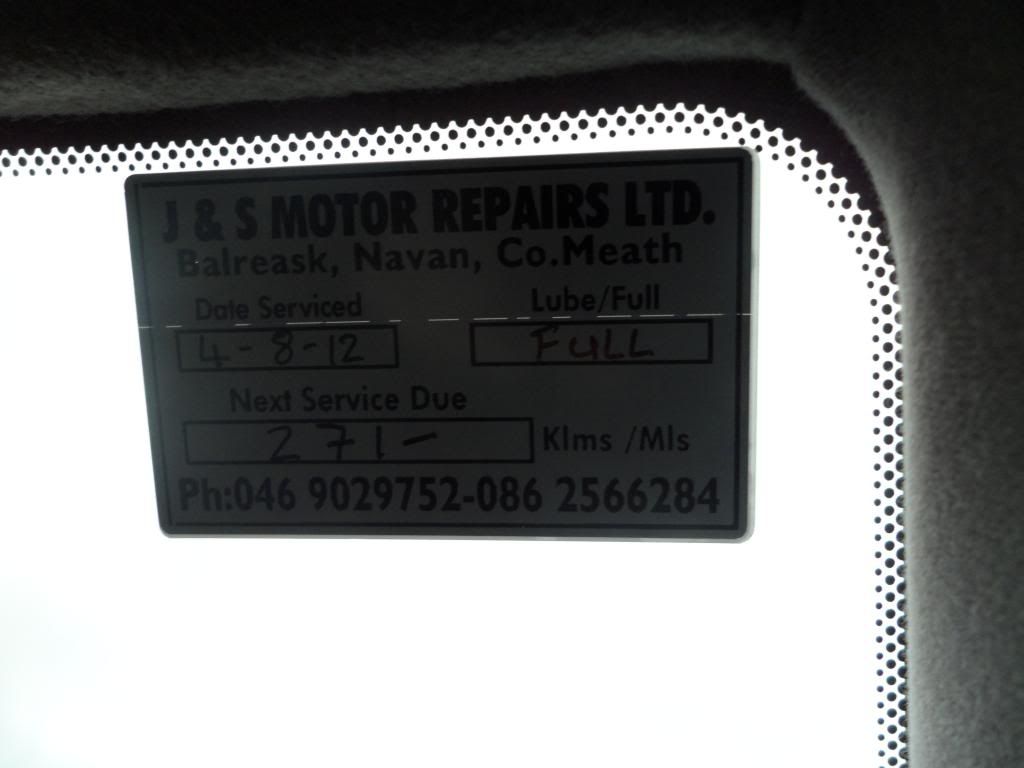 J & S MOTOR REPAIRS LTD.
Balreask, Navan, Co.Meath
Date Serviced Lube/Full
4-8-12 FULL
Next Service Due
271- Klms /Mls
Ph:046 9029752-086 2566284